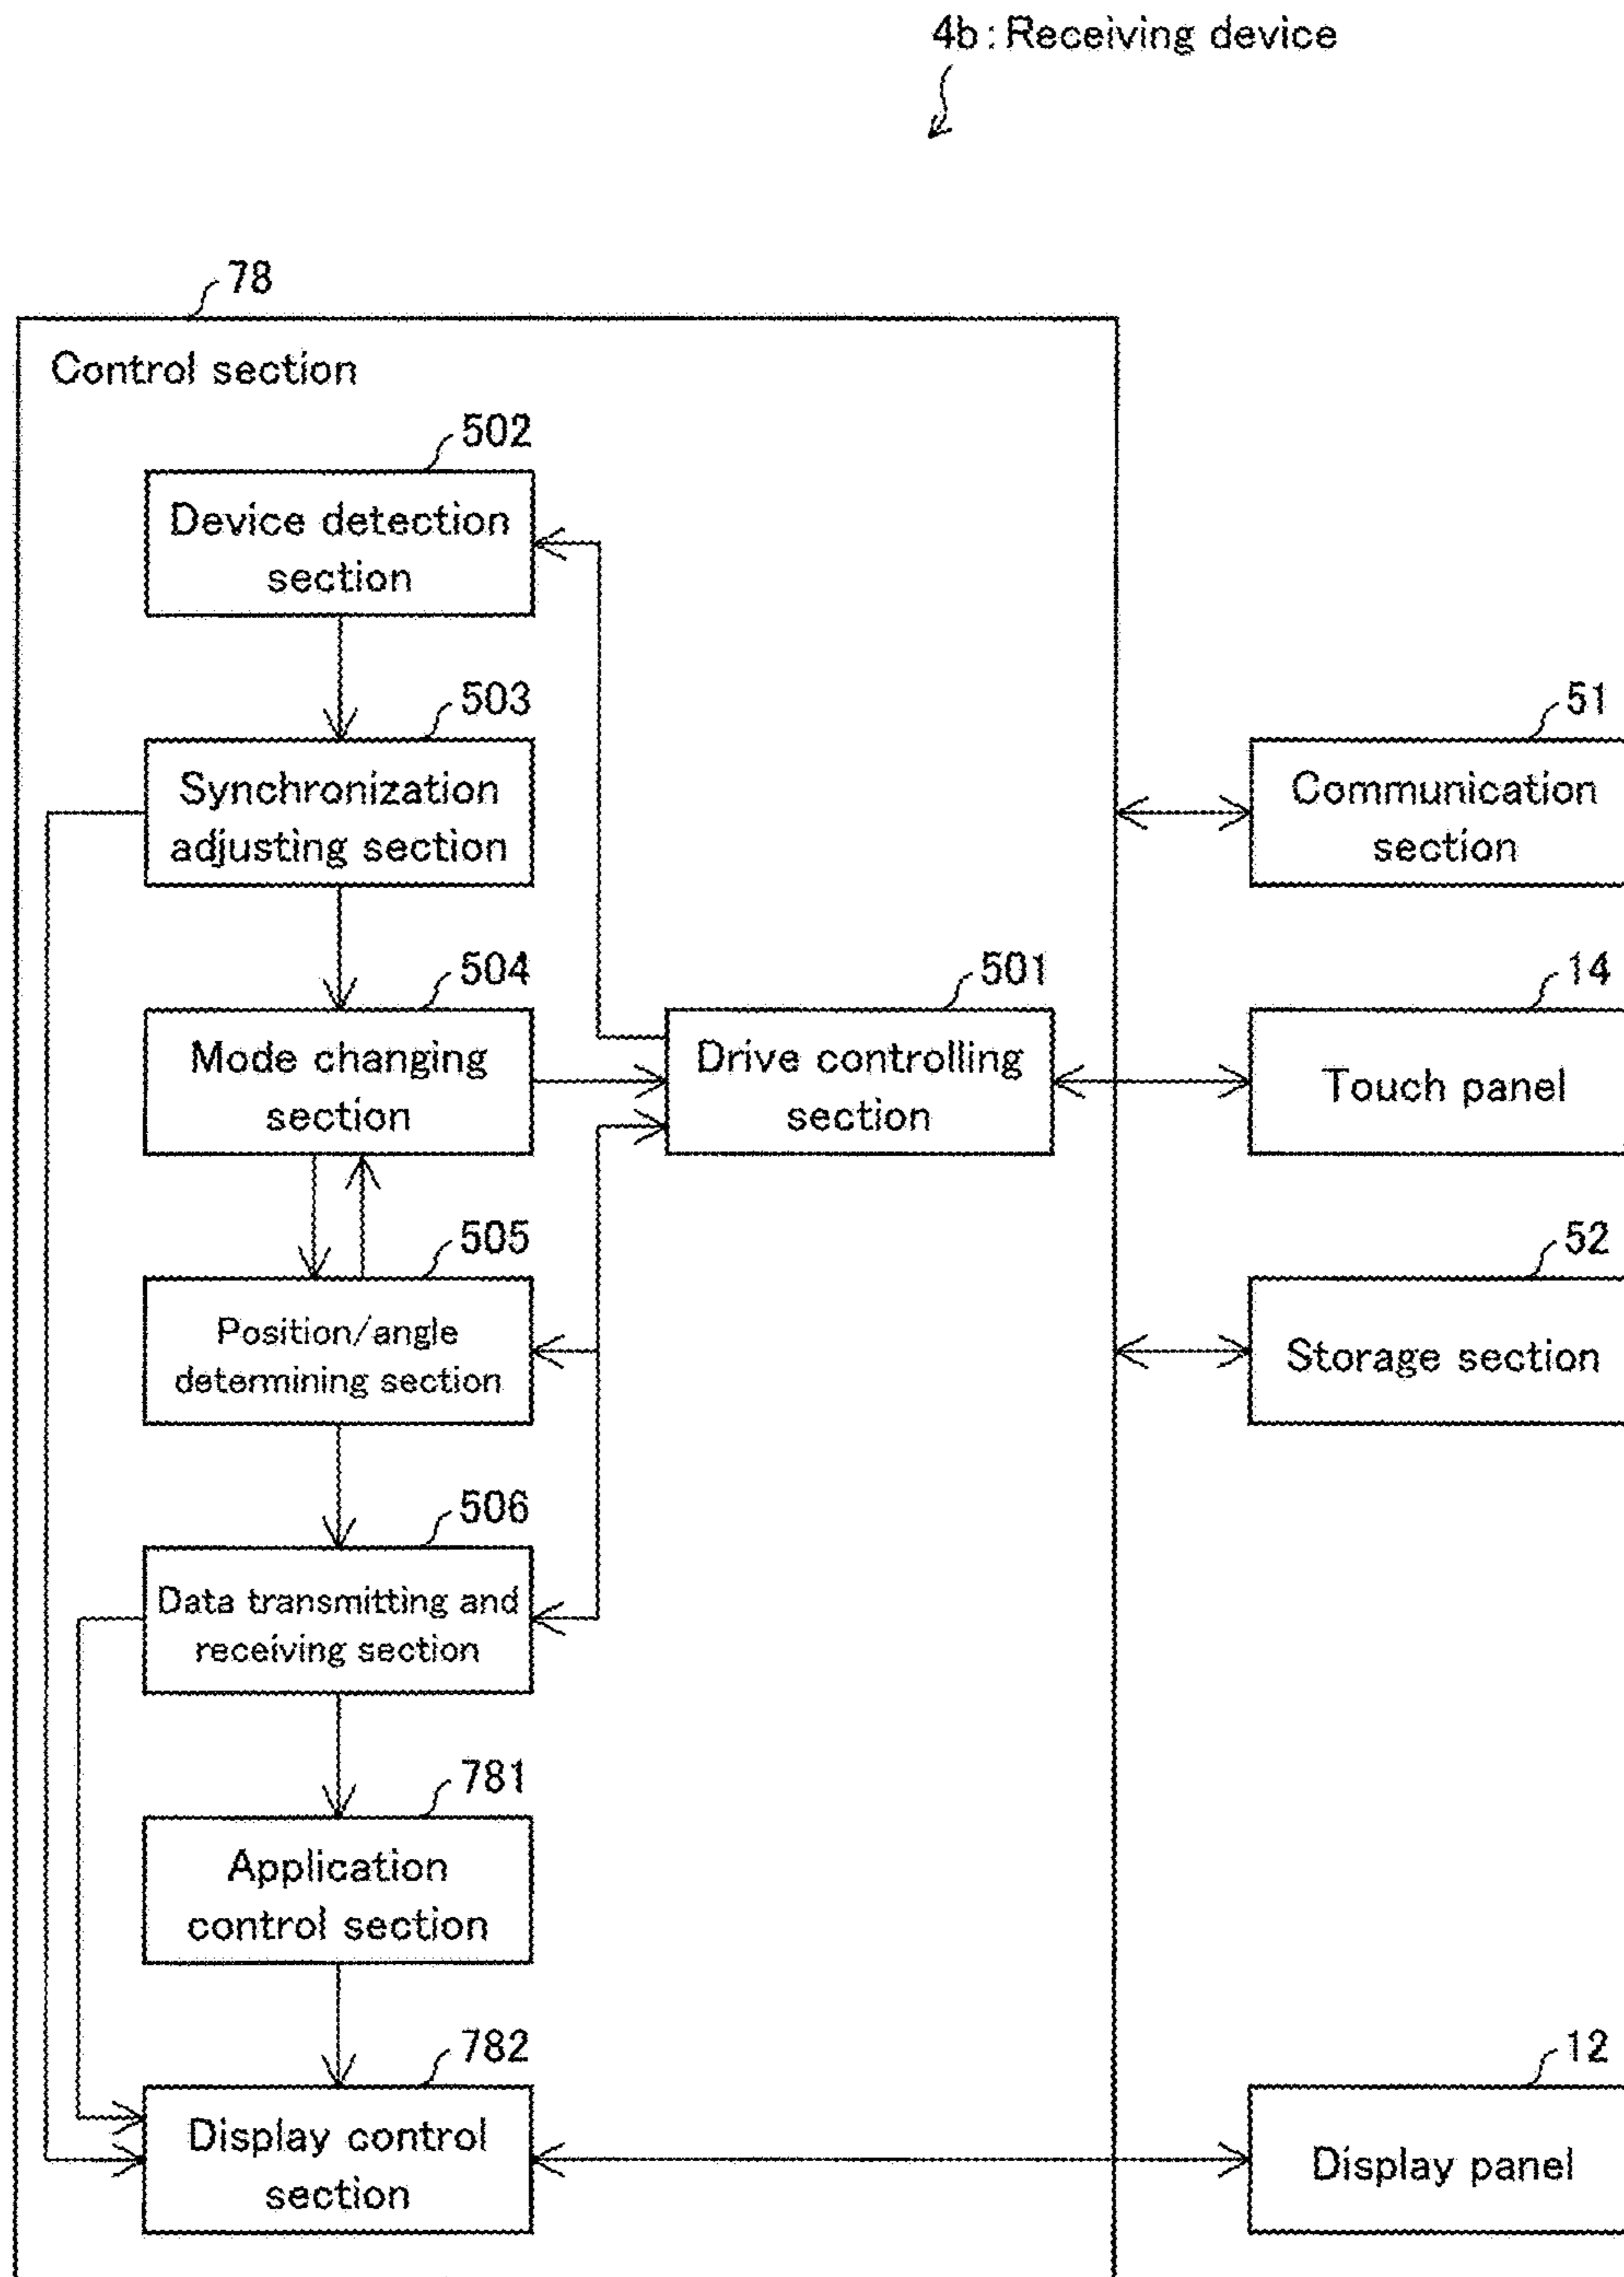 4b : Receiving device
78
Control section
502
Device detection
section
503
Synchronization
adjusting section
51
Communication
section
504
Mode changing
section
501
Drive controlling
section
14
Touch panel
505
Position/angle
determining section
52
Storage section
506
Data transmitting and
receiving section
781
Application
control section
782
Display control
section
12
Display panel